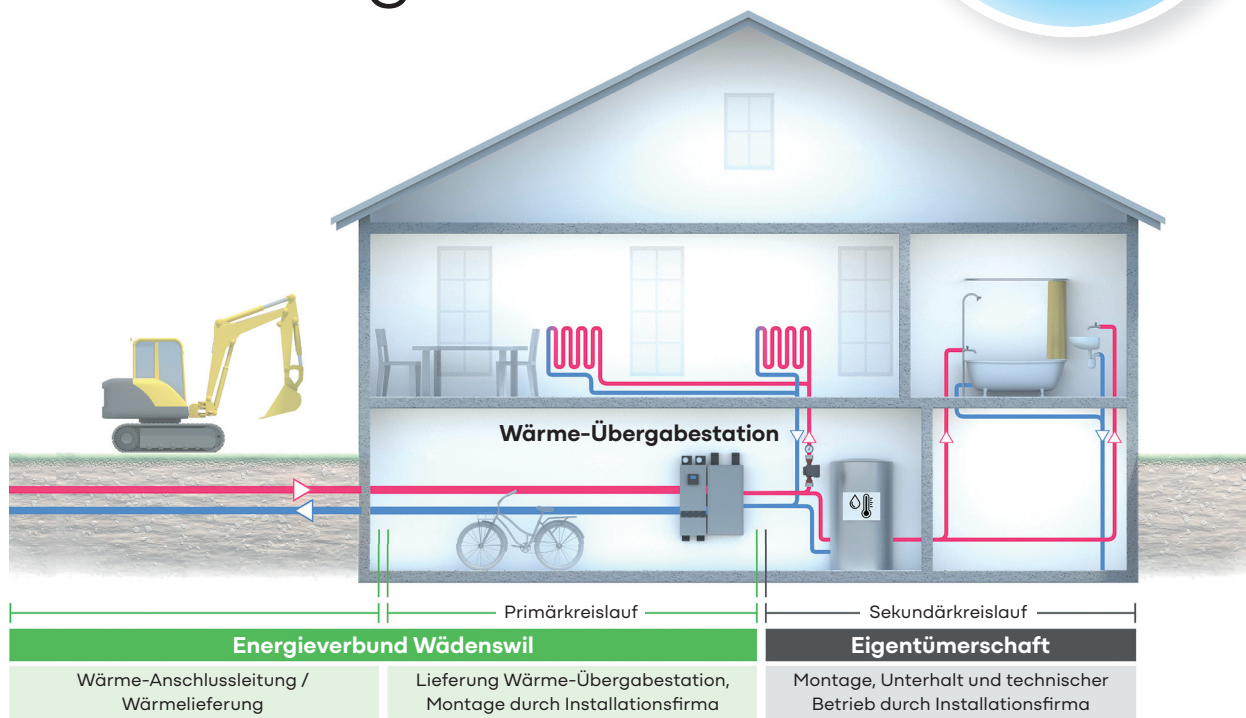 Wärme-Übergabestation
Primärkreislauf
Sekundärkreislauf
Energieverbund Wädenswil
Eigentümerschaft
Wärme-Anschlussleitung /
Wärmelieferung
Lieferung Wärme-Übergabestation,
Montage durch Installationsfirma
Montage, Unterhalt und technischer
Betrieb durch Installationsfirma